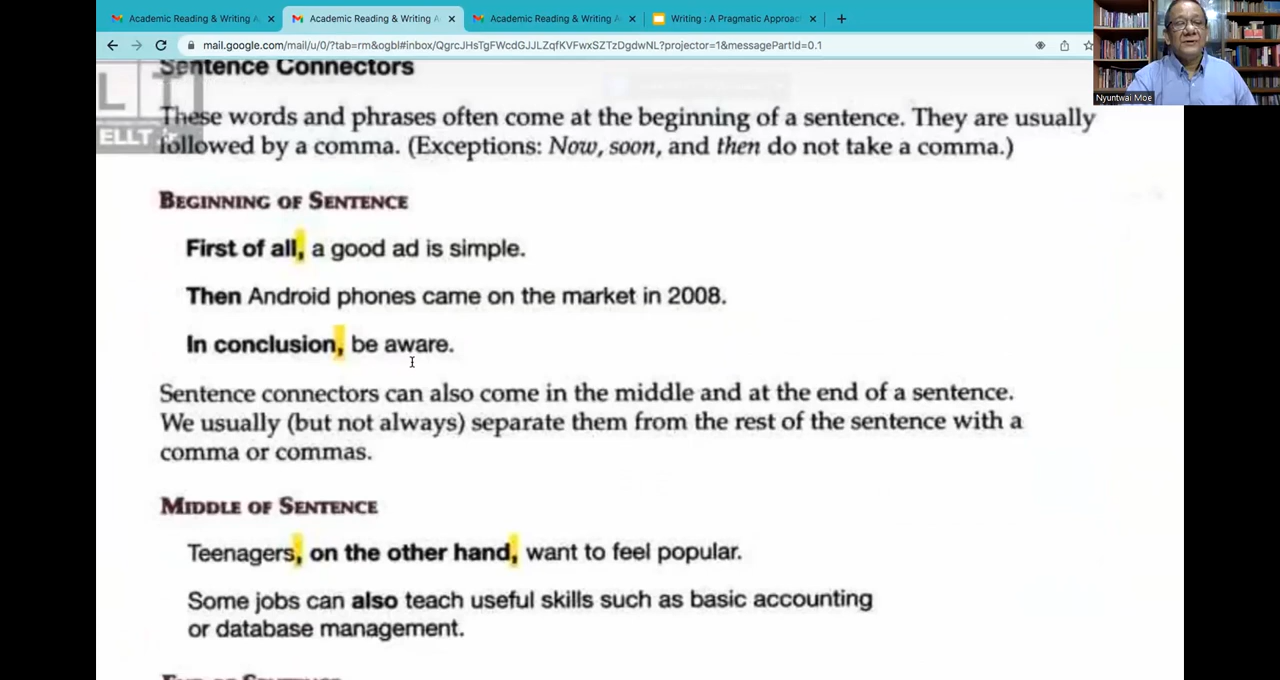 Academic Reading & Writing A
Academic Reading & Writing A
Academic Reading & Writing A
Writing : A Pragmatic Approac
mail.google.com/mail/u/0/?tab=rm&ogbl#inbox/QgrcJHsTgFWcdGJJLZqfKVFwxSZTzDgdwNL?projector=1&messagePartId=0.1
Nyuntwai Moe
LT
ELLT.ir
Sentence Connectors
These words and phrases often come at the beginning of a sentence. They are usually
followed by a comma. (Exceptions: Now, soon, and then do not take a comma.)
BEGINNING OF SENTENCE
First of all, a good ad is simple.
Then Android phones came on the market in 2008.
In conclusion, be aware.
Sentence connectors can also come in the middle and at the end of a sentence.
We usually (but not always) separate them from the rest of the sentence with a
comma or commas.
MIDDLE OF SENTENCE
Teenagers, on the other hand, want to feel popular.
Some jobs can also teach useful skills such as basic accounting
or database management.